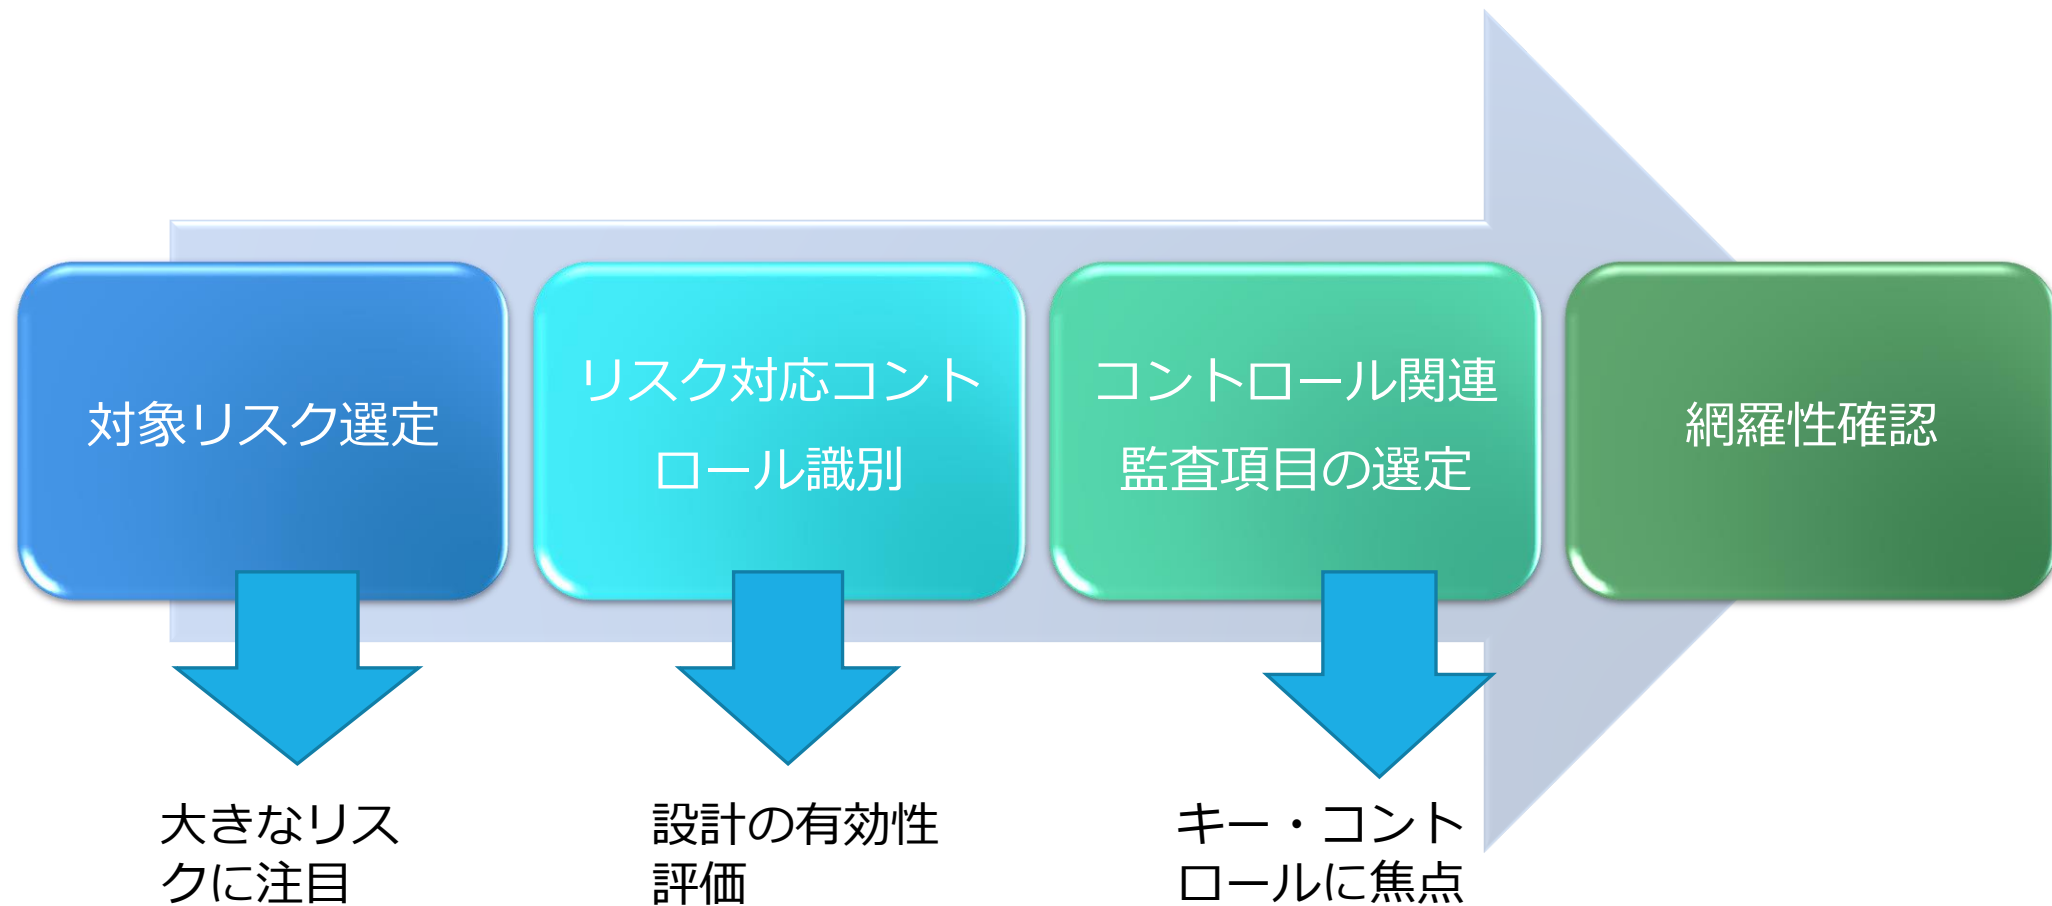 対象リスク選定
リスク対応コント
ロール識別
コントロール関連
監査項目の選定
網羅性確認
大きなリス
クに注目
設計の有効性
評価
キー・コント
ロールに焦点